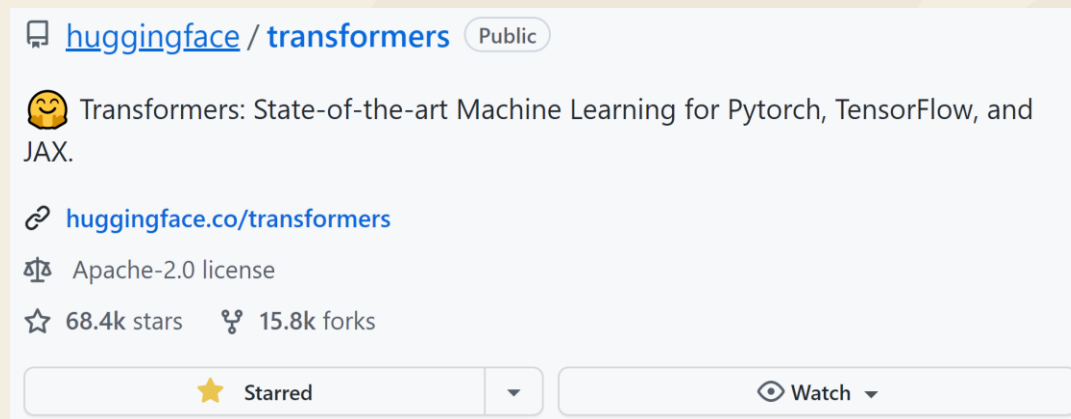 huggingface / transformers Public
Transformers: State-of-the-art Machine Learning for Pytorch, TensorFlow, and
JAX.
huggingface.co/transformers
Apache-2.0 license
68.4k stars 15.8k forks
Starred Watch